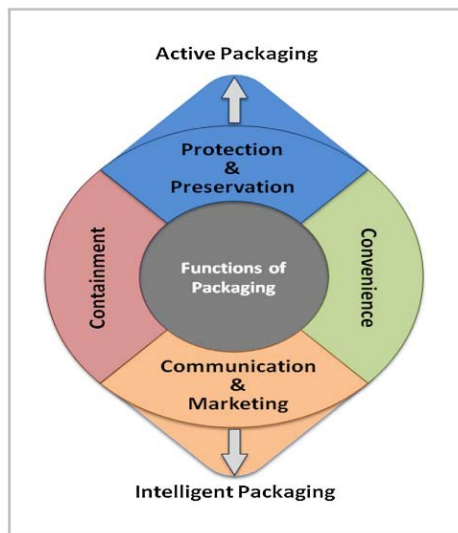 Active Packaging
Protection
&
Preservation
Containment
Functions of
Packaging
Convenience
Communication
&
Marketing
Intelligent Packaging